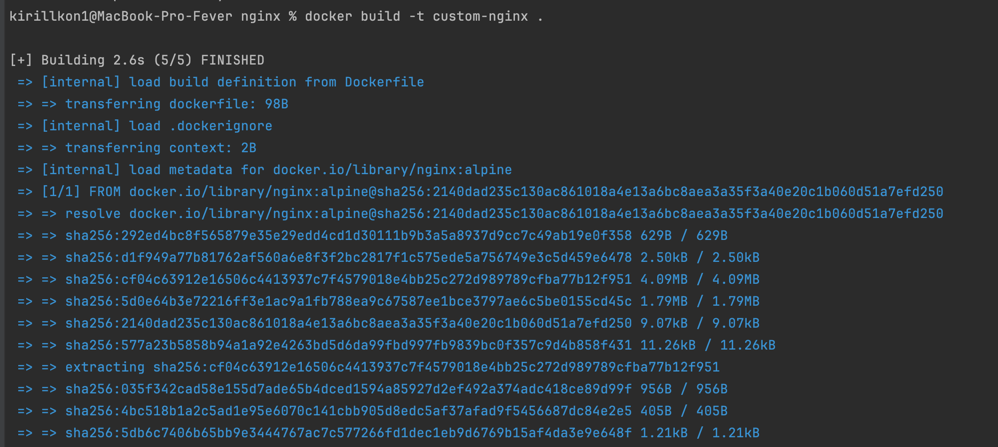 kirillkon1@MacBook-Pro-Fever nginx % docker build -t custom-nginx .
[+] Building 2.6s (5/5) FINISHED
=> [internal] load build definition from Dockerfile
=> => transferring dockerfile: 98B
=> [internal] load .dockerignore
=> => transferring context: 2B
=> [internal] load metadata for docker.io/library/nginx:alpine
=> [1/1] FROM docker.io/library/nginx:alpine@sha256:2140dad235c130ac861018a4e13a6bc8aea3a35f3a40e20c1b060d51a7efd250
=> => resolve docker.io/library/nginx:alpine@sha256:2140dad235c130ac861018a4e13a6bc8aea3a35f3a40e20c1b060d51a7efd250
=> => sha256:292ed4bc8f565879e35e29edd4cd1d30111b9b3a5a8937d9cc7c49ab19e0f358 629B / 629B
=> => sha256:d1f949a77b81762af560a6e8f3f2bc2817f1c575ede5a756749e3c5d459e6478 2.50kB / 2.50kB
=> => sha256:cf04c63912e16506c4413937c7f4579018e4bb25c272d989789cfba77b12f951 4.09MB / 4.09MB
=> => sha256:5d0e64b3e72216ff3e1ac9a1fb788ea9c67587ee1bce3797ae6c5be0155cd45c 1.79MB / 1.79MB
=> => sha256:2140dad235c130ac861018a4e13a6bc8aea3a35f3a40e20c1b060d51a7efd250 9.07kB / 9.07kB
=> => sha256:577a23b5858b94a1a92e4263bd5d6da99fbd997fb9839bc0f357c9d4b858f431 11.26kB / 11.26kB
=> => extracting sha256:cf04c63912e16506c4413937c7f4579018e4bb25c272d989789cfba77b12f951
=> => sha256:035f342cad58e155d7ade65b4dced1594a85927d2ef492a374adc418ce89d99f 956B / 956B
=> => sha256:4bc518b1a2c5ad1e95e6070c141cbb905d8edc5af37afad9f5456687dc84e2e5 405B / 405B
=> => sha256:5db6c7406b65bb9e3444767ac7c577266fd1dec1eb9d6769b15af4da3e9e648f 1.21kB / 1.21kB